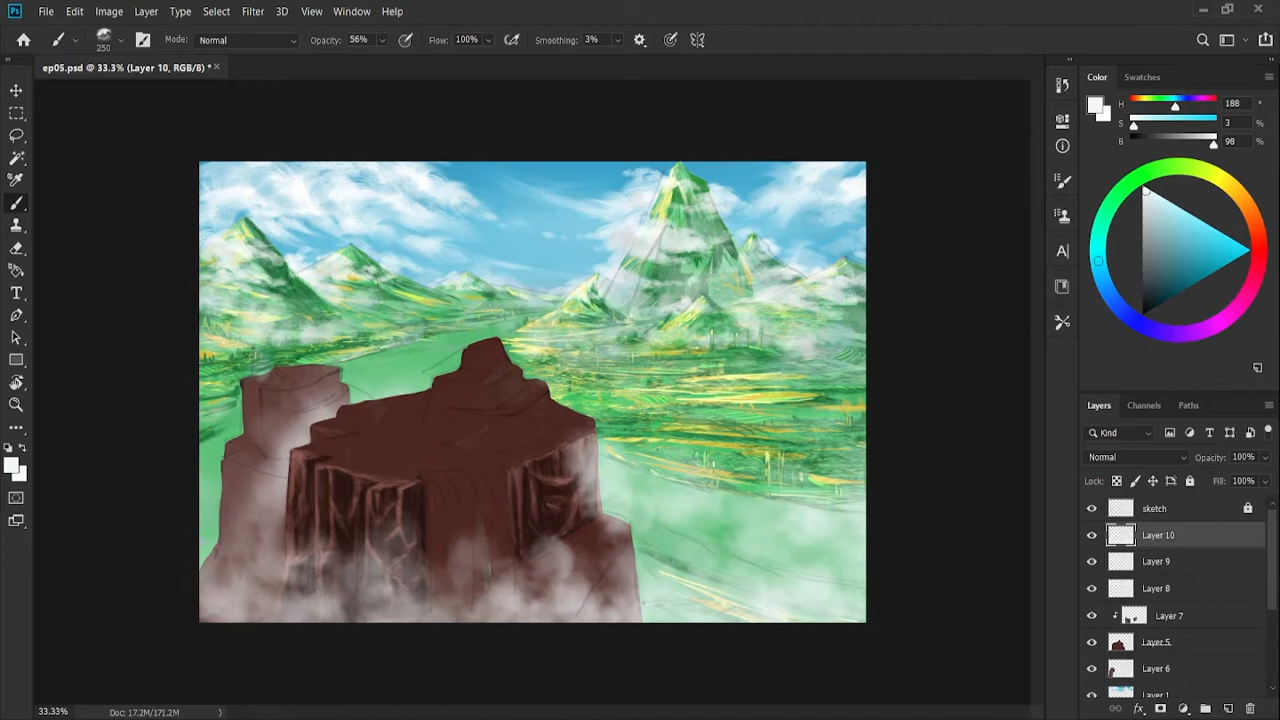 Ps File Edit Image Layer Type Select Filter 3D View Window Help
250 Mode: Normal Opacity: 56% Flow: 100% Smoothing: 3%
ep05.psd @ 33.3% (Layer 10, RGB/8) *
Color Swatches
H 188 °
S 3 %
B 98 %
Layers Channels Paths
Kind
Normal Opacity: 100%
Lock: Fill: 100%
sketch
Layer 10
Layer 9
Layer 8
Layer 7
Layer 5
Layer 6
Layer 1
33.33% Doc: 17.2M/171.2M